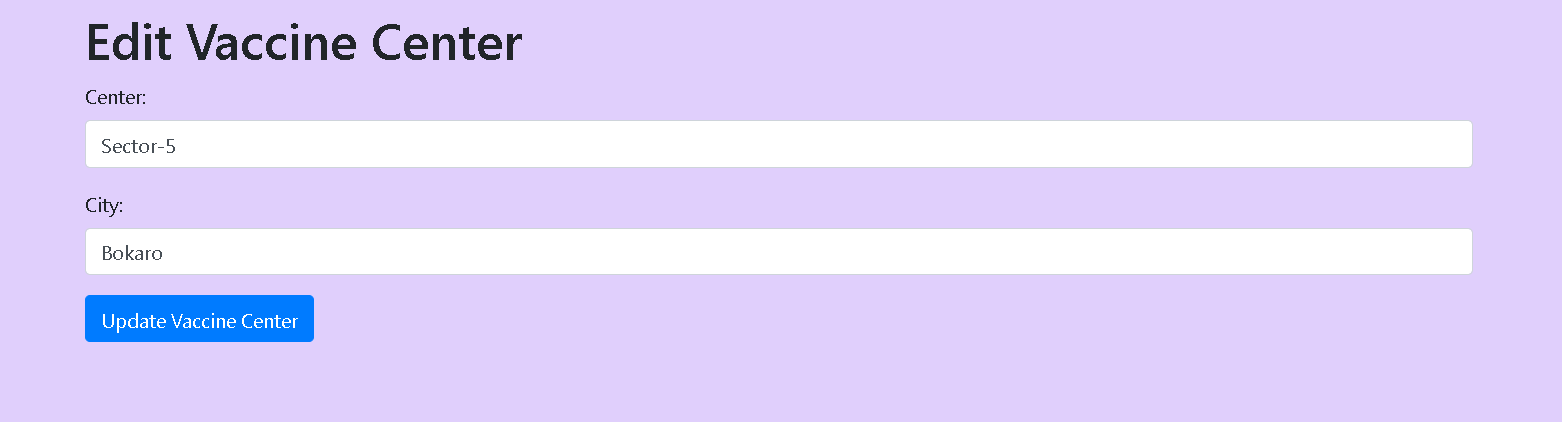 Edit Vaccine Center
Center:
Sector-5
City:
Bokaro
Update Vaccine Center